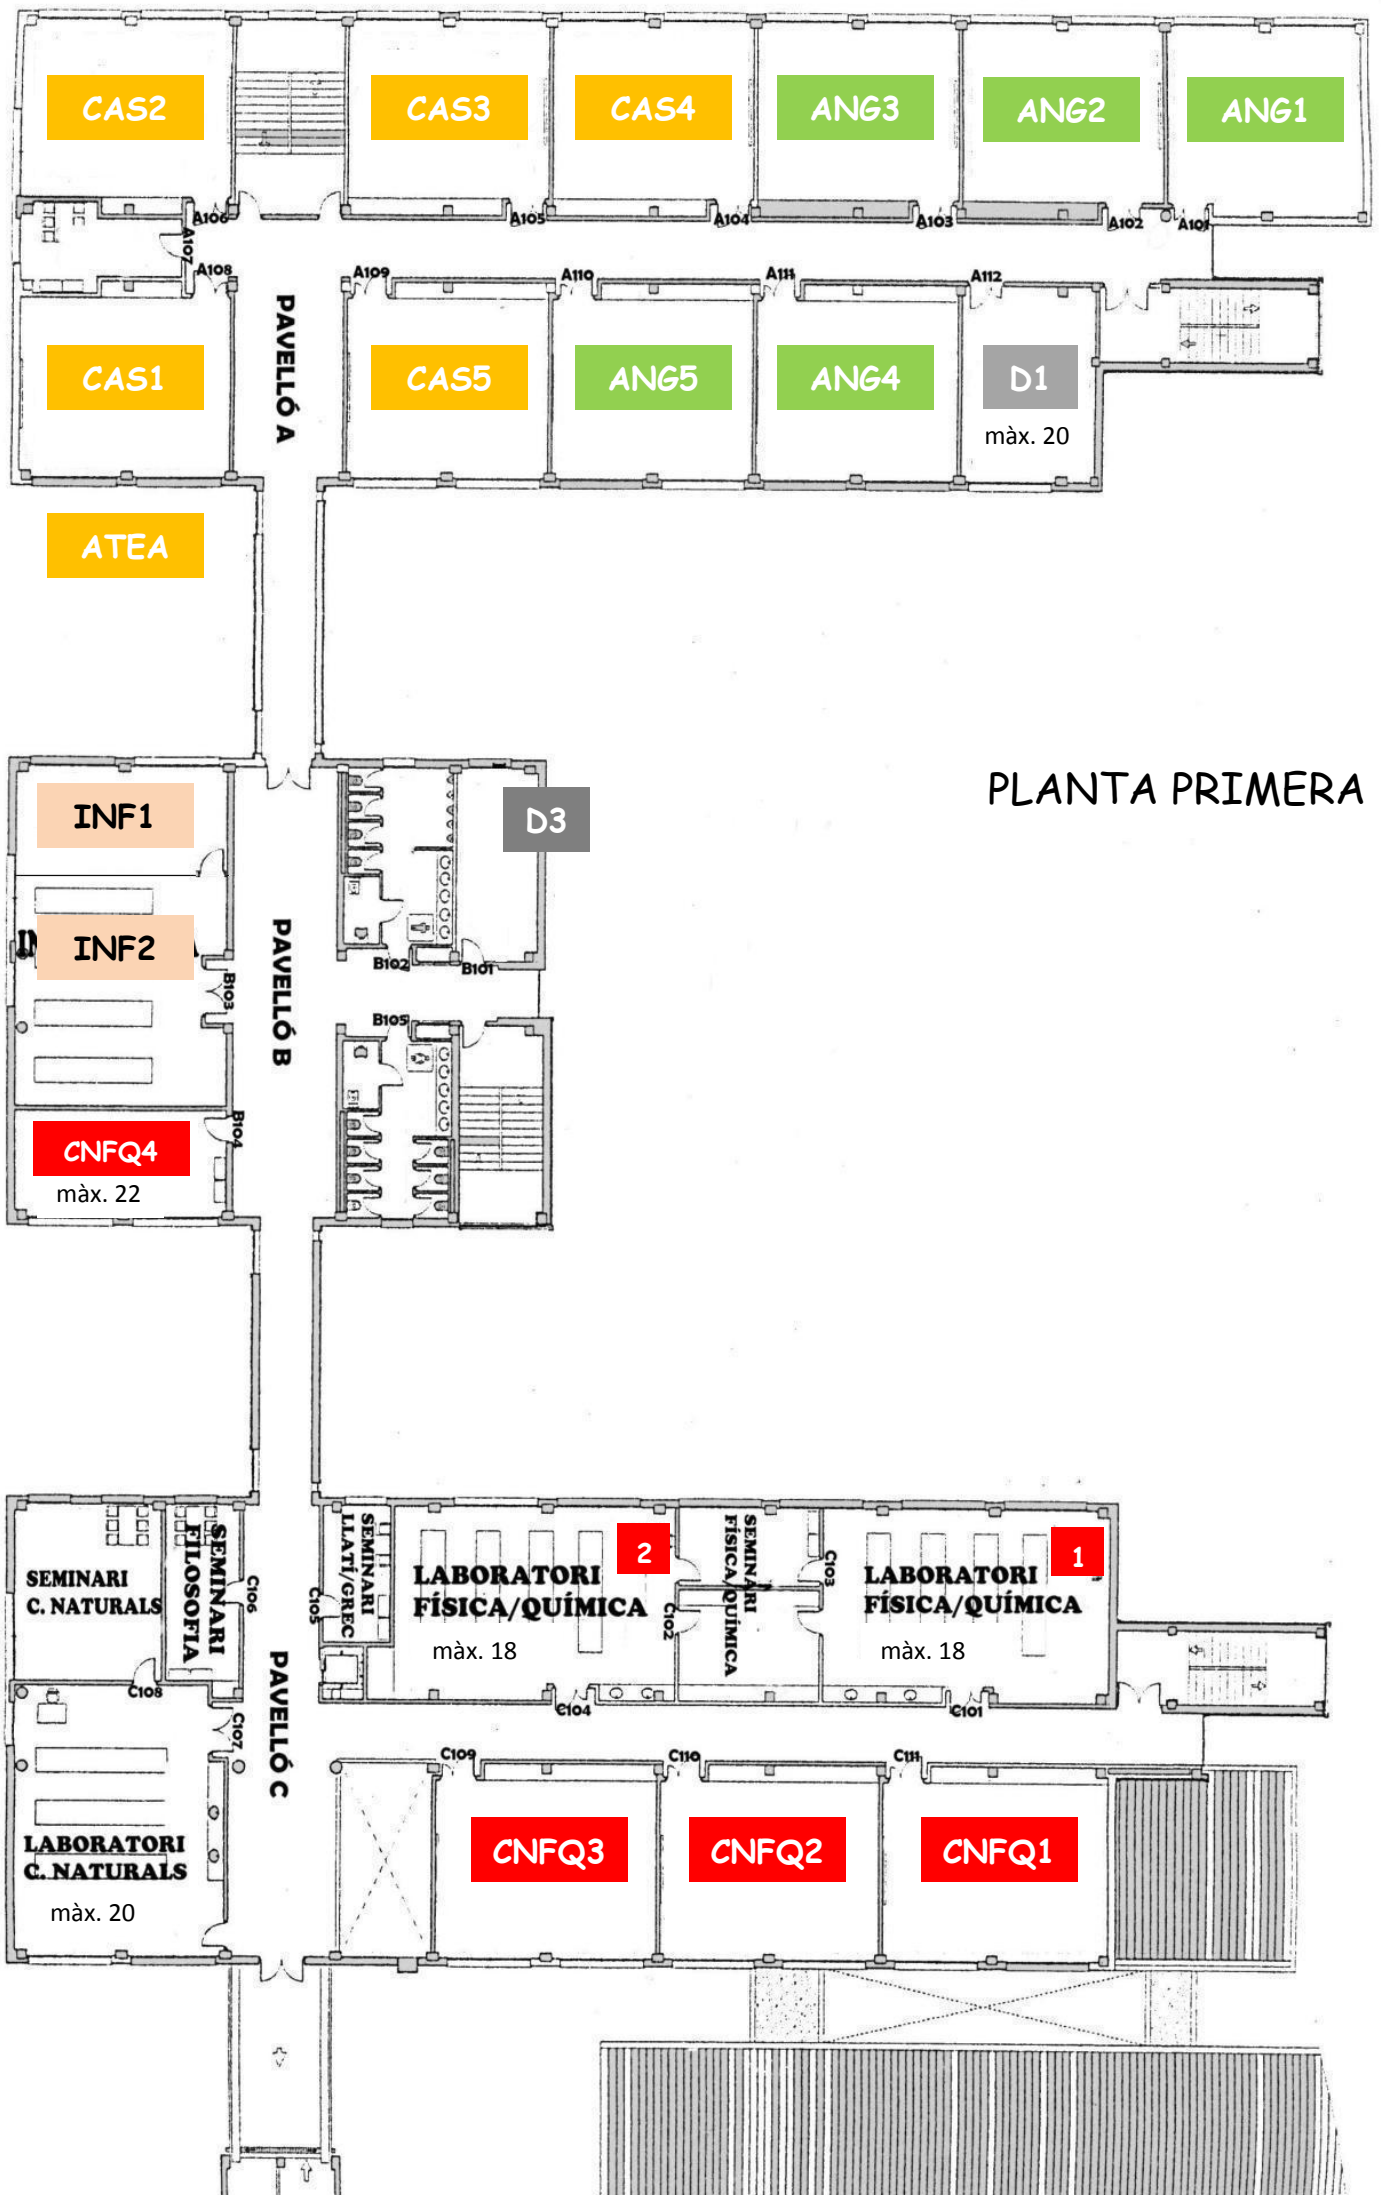 CAS2
CAS3
CAS4
ANG3
ANG2
ANG1
A106
A105
A104
A103
A102
A101
A107
A108
A109
A110
A111
A112
PAVELLÓ A
CAS1
CAS5
ANG5
ANG4
D1
màx. 20
ATEA
PLANTA PRIMERA
INF1
D3
INF2
PAVELLÓ B
B102
B101
B103
B105
B104
CNFQ4
màx. 22
SEMINARI
C. NATURALS
SEMINARI
FILOSOFIA
C106
C105
SEMINARI
LLATÍ/GREC
LABORATORI
FÍSICA/QUÍMICA
2
màx. 18
C102
SEMINARI
FÍSICA/QUÍMICA
C103
LABORATORI
FÍSICA/QUÍMICA
1
màx. 18
C108
C107
C104
C101
PAVELLÓ C
C109
C110
C111
LABORATORI
C. NATURALS
màx. 20
CNFQ3
CNFQ2
CNFQ1